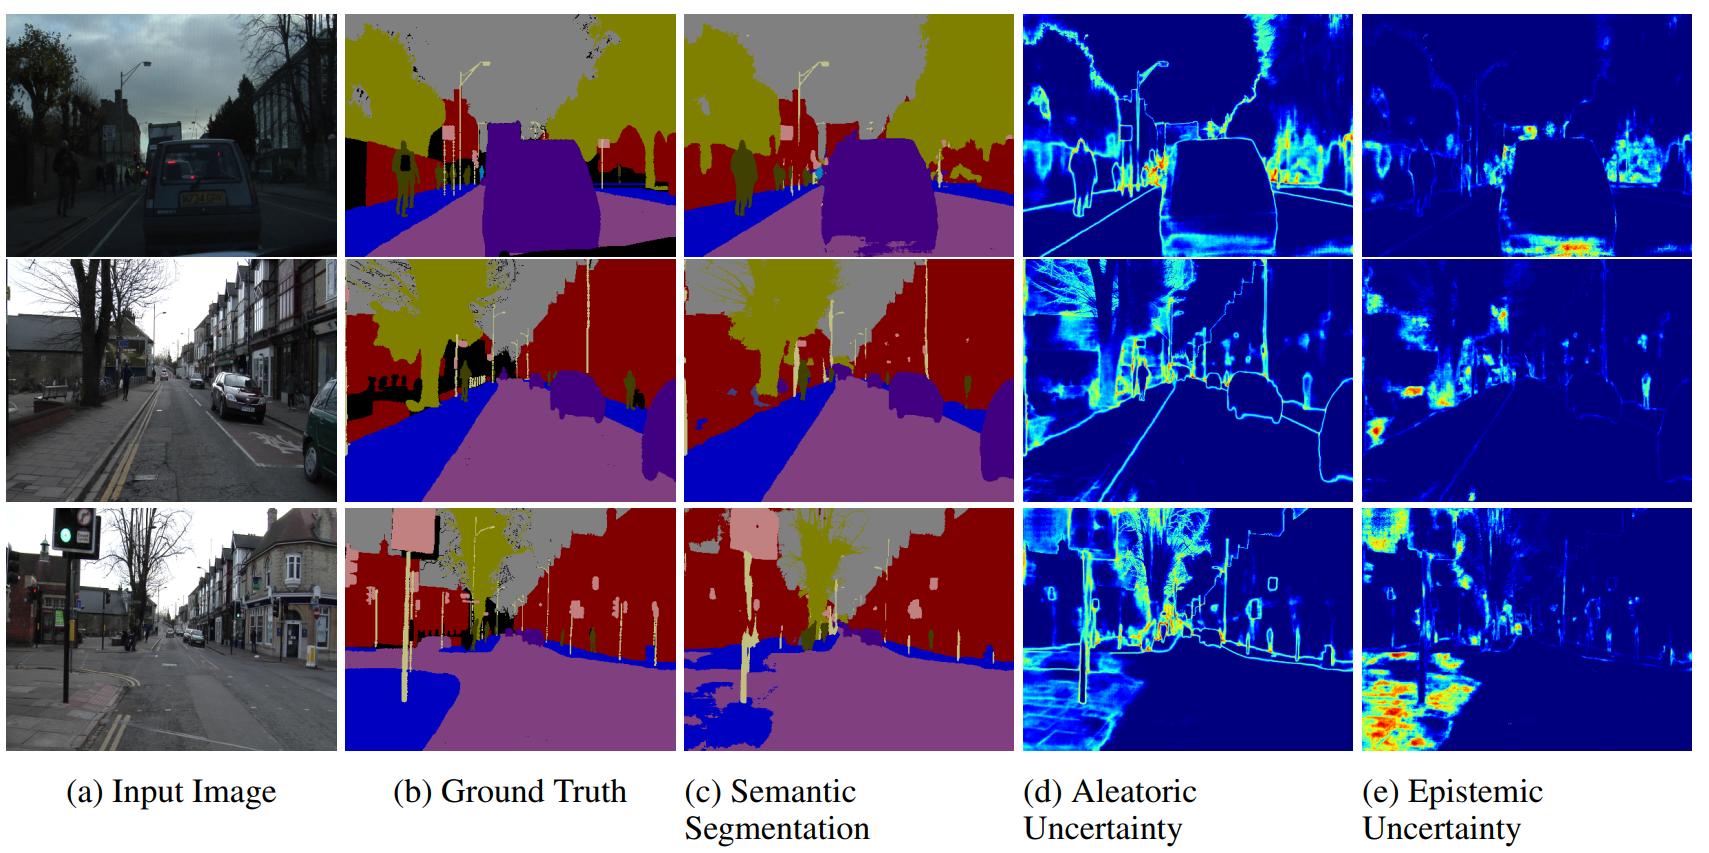 (a) Input Image
(b) Ground Truth
(c) Semantic
Segmentation
(d) Aleatoric
Uncertainty
(e) Epistemic
Uncertainty